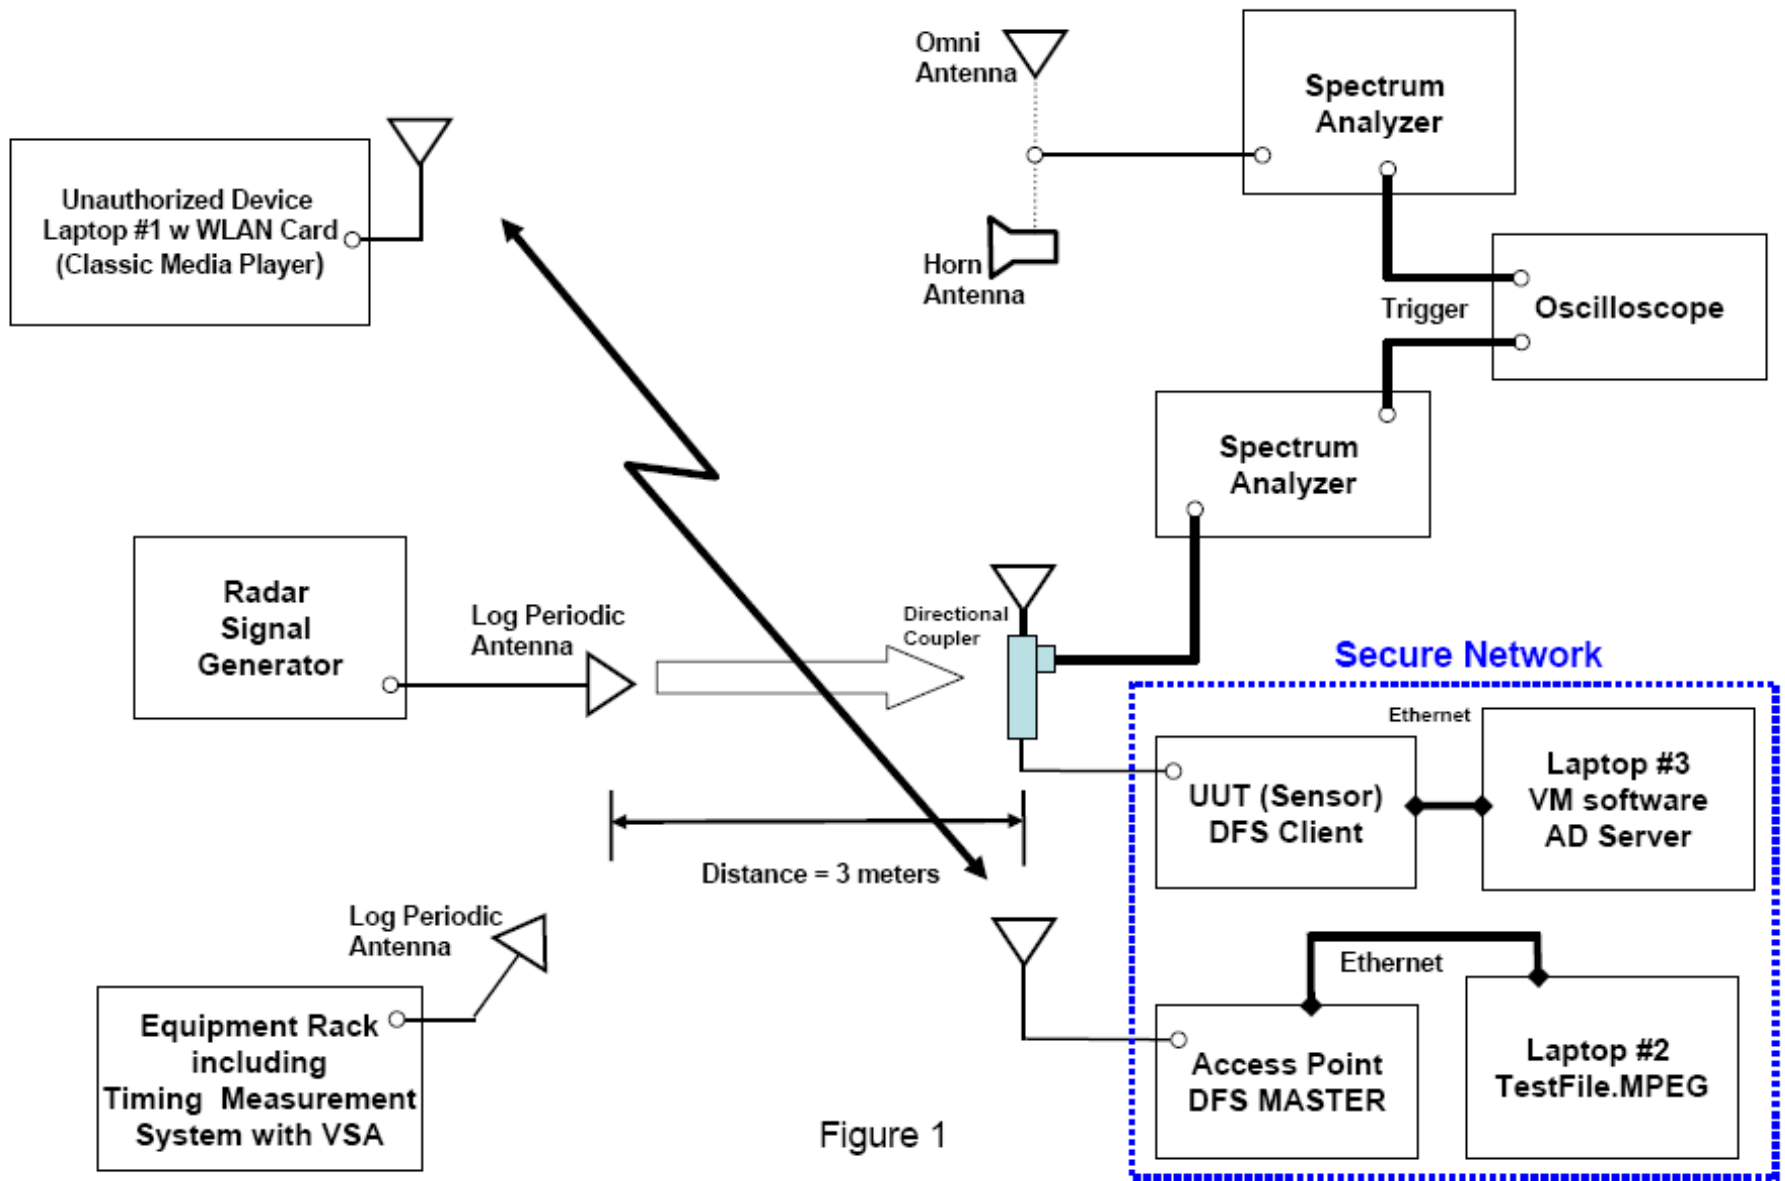 Omni
Antenna
Spectrum
Analyzer
Unauthorized Device
Laptop #1 w WLAN Card
(Classic Media Player)
Horn
Antenna
Trigger
Oscilloscope
Spectrum
Analyzer
Radar
Signal
Generator
Log Periodic
Antenna
Directional
Coupler
Secure Network
Ethernet
UUT (Sensor)
DFS Client
Laptop #3
VM software
AD Server
Distance = 3 meters
Log Periodic
Antenna
Ethernet
Equipment Rack
including
Timing Measurement
System with VSA
Access Point
DFS MASTER
Laptop #2
TestFile.MPEG
Figure 1